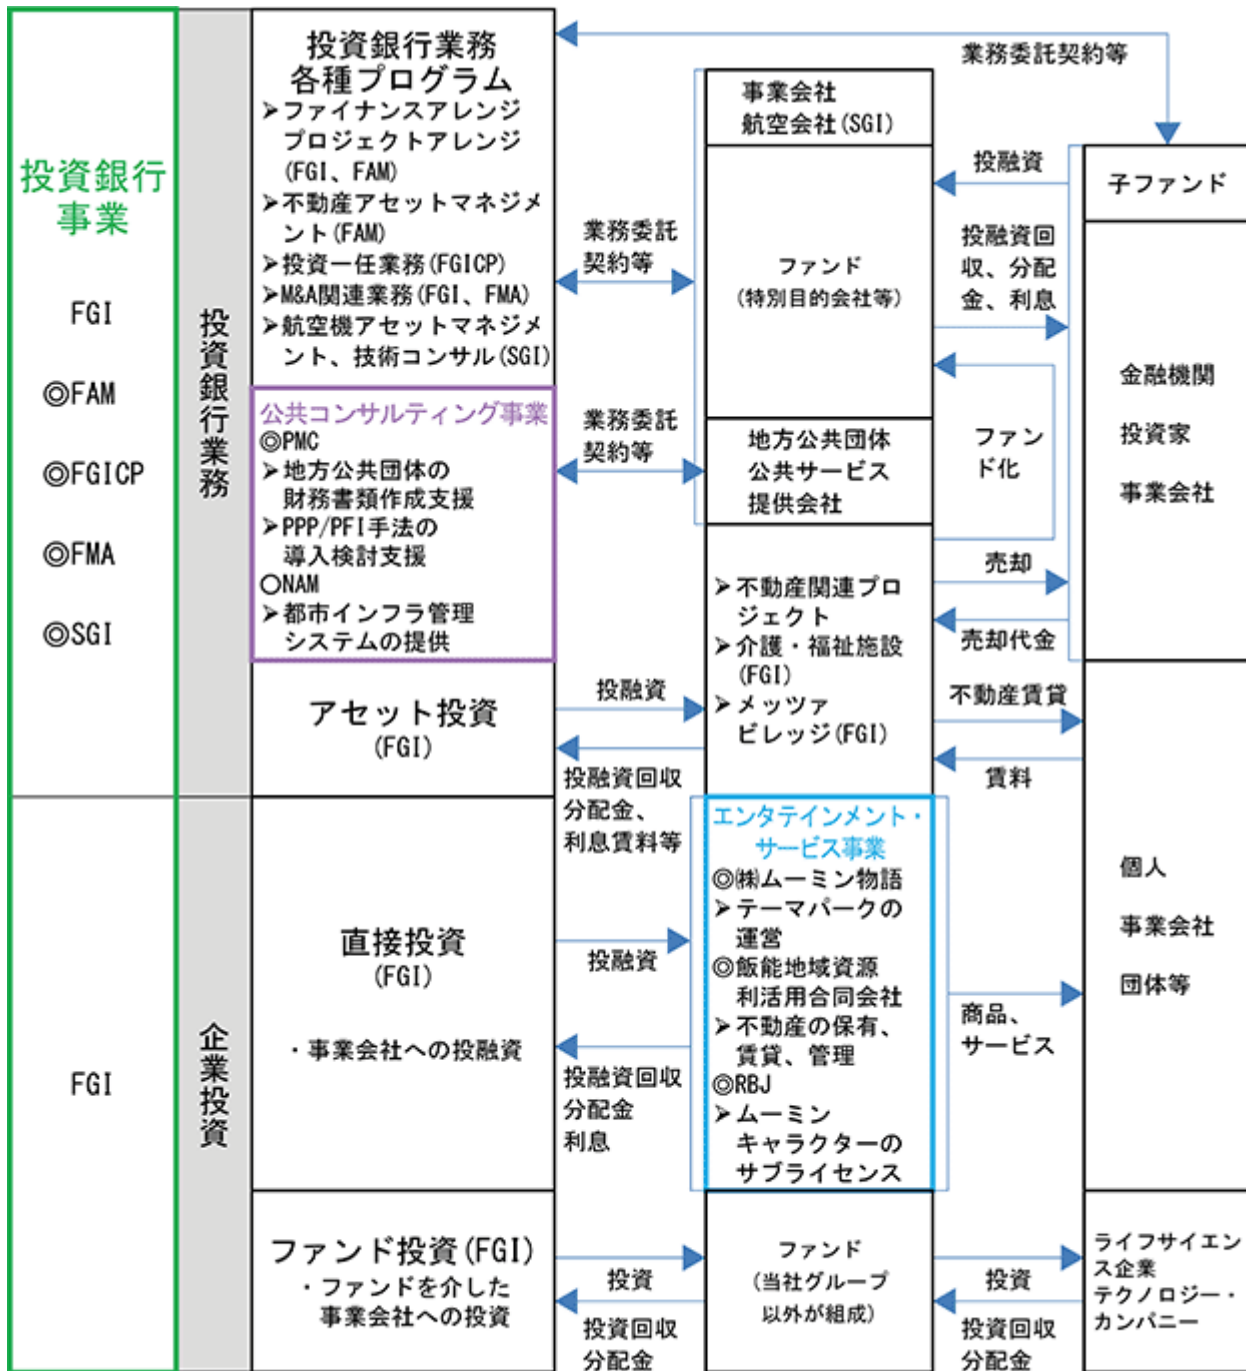 投資銀行
事業
FGI
◎FAM
◎FGICP
◎FMA
◎SGI
FGI
投資銀行業務
企業投資
投資銀行業務
各種プログラム
➤ファイナンスアレンジ
プロジェクトアレンジ
(FGI、FAM)
➤不動産アセットマネジメ
ント(FAM)
➤投資一任業務(FGICP)
➤M&A関連業務(FGI、FMA)
➤航空機アセットマネジメ
ント、技術コンサル(SGI)
公共コンサルティング事業
◎PMC
➤地方公共団体の
財務書類作成支援
➤PPP/PFI手法の
導入検討支援
○NAM
➤都市インフラ管理
システムの提供
アセット投資
(FGI)
直接投資
(FGI)
・事業会社への投融資
ファンド投資(FGI)
・ファンドを介した
事業会社への投資
業務委託
契約等
業務委託
契約等
投融資
投融資回収
分配金、
利息賃料等
投融資
投融資回収
分配金
利息
投資
投資回収
分配金
事業会社
航空会社(SGI)
ファンド
(特別目的会社等)
地方公共団体
公共サービス
提供会社
➤不動産関連プロ
ジェクト
➤介護・福祉施設
(FGI)
➤メッツァ
ビレッジ(FGI)
エンタテインメント・
サービス事業
◎㈱ムーミン物語
➤テーマパークの
運営
◎飯能地域資源
利活用合同会社
➤不動産の保有、
賃貸、管理
◎RBJ
➤ムーミン
キャラクターの
サブライセンス
ファンド
(当社グループ
以外が組成)
業務委託契約等
投融資
投融資回
収、分配
金、利息
ファン
ド化
売却
売却代金
不動産賃貸
賃料
商品、
サービス
投資
投資回収
分配金
子ファンド
金融機関
投資家
事業会社
個人
事業会社
団体等
ライフサイエン
ス企業
テクノロジー・
カンパニー